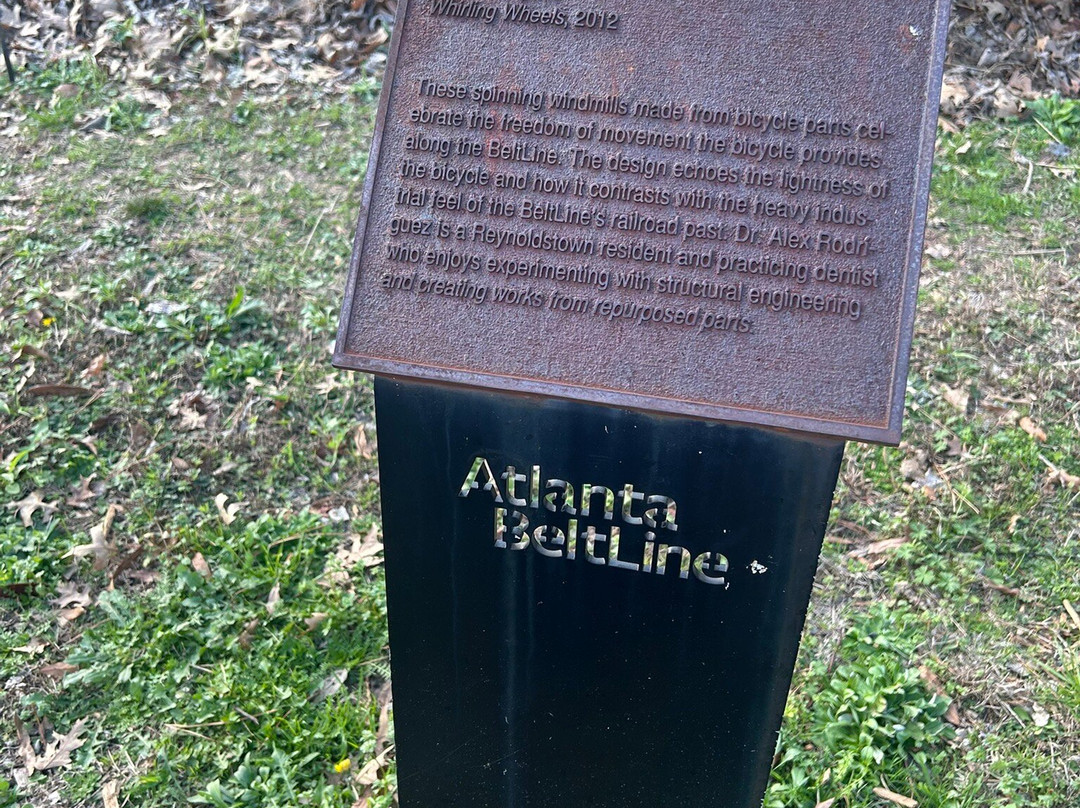 Whirling Wheels, 2012
These spinning windmills made from bicycle parts cel-
ebrate the freedom of movement the bicycle provides
along the BeltLine. The design echoes the lightness of
the bicycle and how it contrasts with the heavy indus-
trial feel of the BeltLine's railroad past. Dr. Alex Rodrí-
guez is a Reynoldstown resident and practicing dentist
who enjoys experimenting with structural engineering
and creating works from repurposed parts.
Atlanta
BeltLine